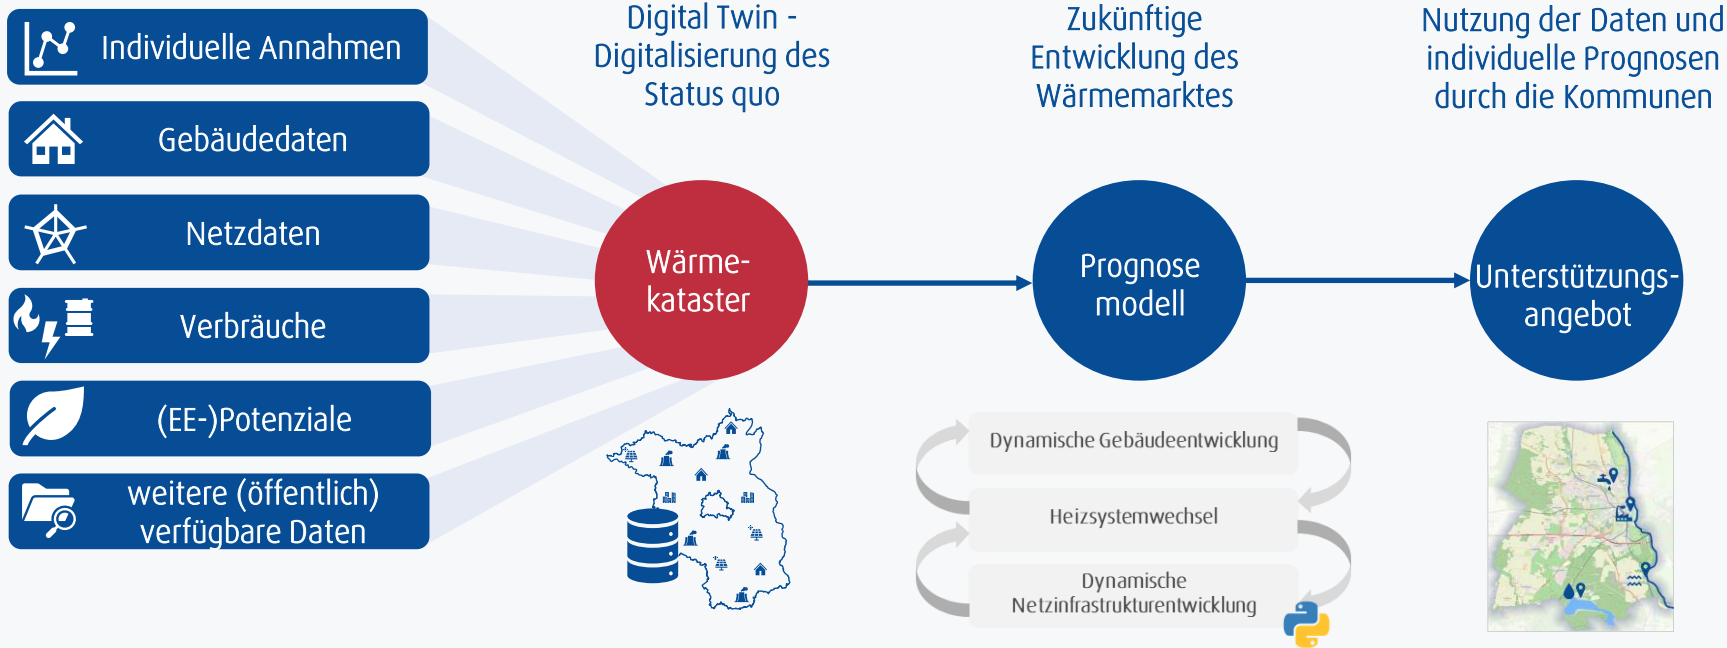 Individuelle Annahmen
Gebäudedaten
Netzdaten
Verbräuche
(EE-)Potenziale
weitere (öffentlich)
verfügbare Daten
Digital Twin -
Digitalisierung des
Status quo
Wärme-
kataster
Zukünftige
Entwicklung des
Wärmemarktes
Prognose
modell
Dynamische Gebäudeentwicklung
Heizsystemwechsel
Dynamische
Netzinfrastrukturentwicklung
Nutzung der Daten und
individuelle Prognosen
durch die Kommunen
Unterstützungs-
angebot